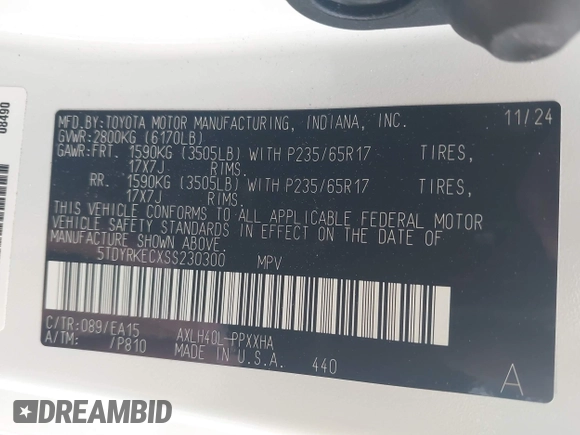 08490
MFD. BY:TOYOTA MOTOR MANUFACTURING, INDIANA, INC. 11/24
GVWR:2800KG (6170LB)
GAWR:FRT. 1590KG (3505LB) WITH P235/65R17 TIRES,
17X7J RIMS.
RR. 1590KG (3505LB) WITH P235/65R17 TIRES,
17X7J RIMS.
THIS VEHICLE CONFORMS TO ALL APPLICABLE FEDERAL MOTOR
VEHICLE SAFETY STANDARDS IN EFFECT ON THE DATE OF
MANUFACTURE SHOWN ABOVE.
5TDYRKECXSS230300 MPV
C/TR:089/EA15 AXLH40L-PPXXHA
A/TM: /P810 MADE IN U.S.A. 440 A
DREAMBID
DREAMBID